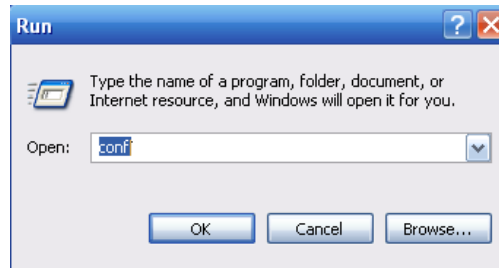 Run
Type the name of a program, folder, document, or
Internet resource, and Windows will open it for you.
Open:
conf
OK
Cancel
Browse...